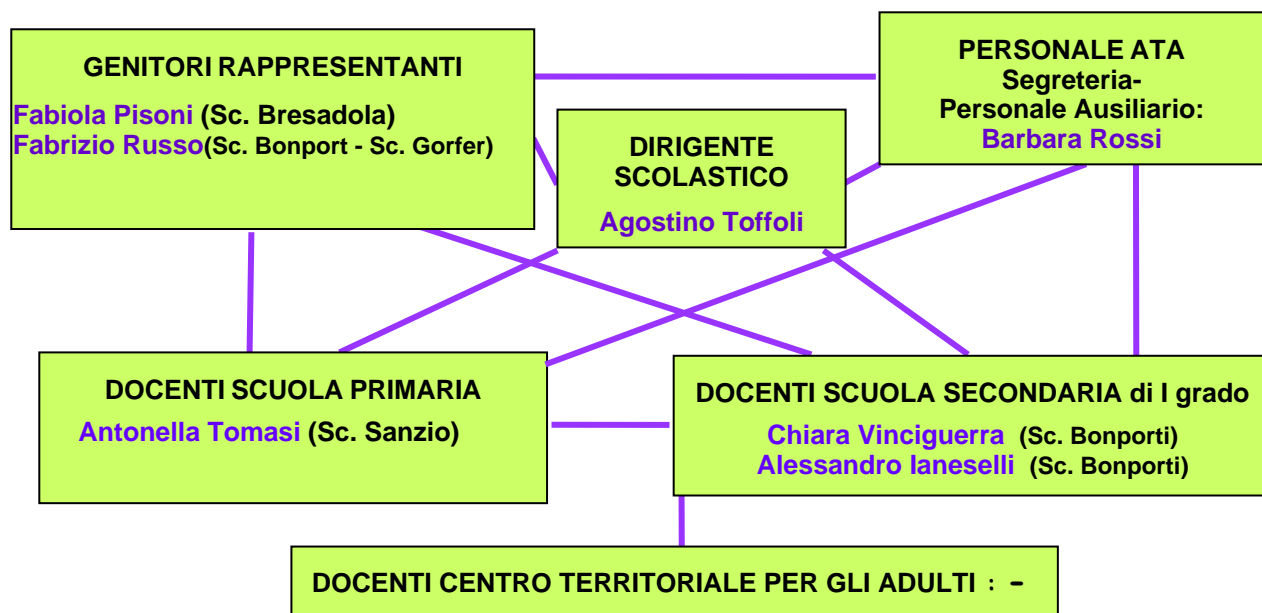 GENITORI RAPPRESENTANTI
Fabiola Pisoni (Sc. Bresadola)
Fabrizio Russo(Sc. Bonport - Sc. Gorfer)
PERSONALE ATA
Segreteria-
Personale Ausiliario:
Barbara Rossi
DIRIGENTE
SCOLASTICO
Agostino Toffoli
DOCENTI SCUOLA PRIMARIA
Antonella Tomasi (Sc. Sanzio)
DOCENTI SCUOLA SECONDARIA di I grado
Chiara Vinciguerra (Sc. Bonporti)
Alessandro Ianeselli (Sc. Bonporti)
DOCENTI CENTRO TERRITORIALE PER GLI ADULTI : -